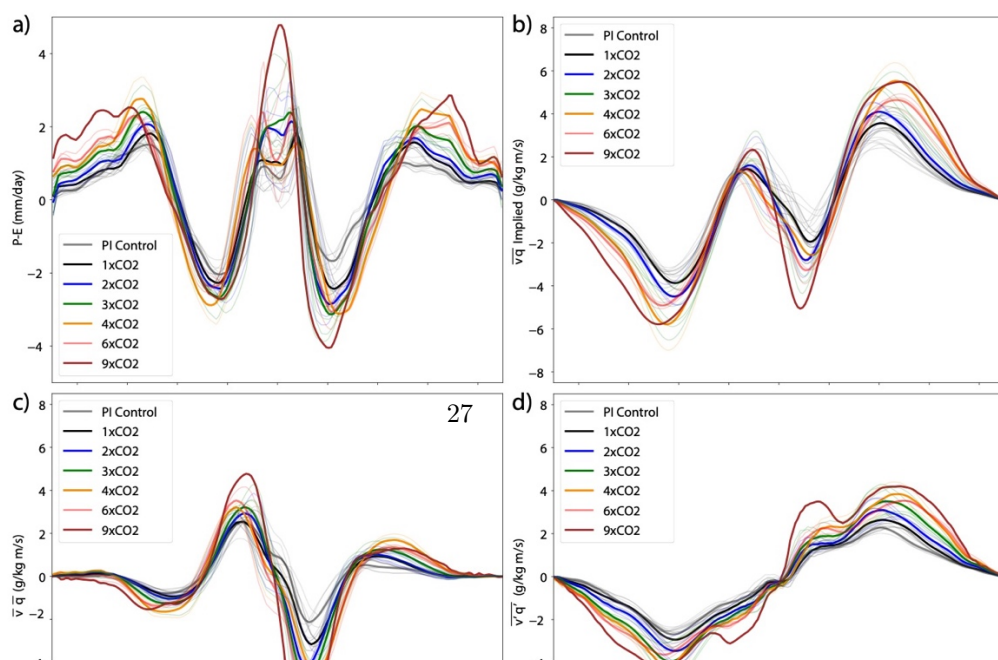 a)
4
2
0
−2
−4
P-E (mm/day)
PI Control
1xCO2
2xCO2
3xCO2
4xCO2
6xCO2
9xCO2
b)
8
6
4
2
0
−2
−4
−6
−8
v q Implied (g/kg m/s)
PI Control
1xCO2
2xCO2
3xCO2
4xCO2
6xCO2
9xCO2
c)
8
6
4
2
0
−2
v q (g/kg m/s)
PI Control
1xCO2
2xCO2
3xCO2
4xCO2
6xCO2
9xCO2
27
d)
8
6
4
2
0
−2
v'q' (g/kg m/s)
PI Control
1xCO2
2xCO2
3xCO2
4xCO2
6xCO2
9xCO2